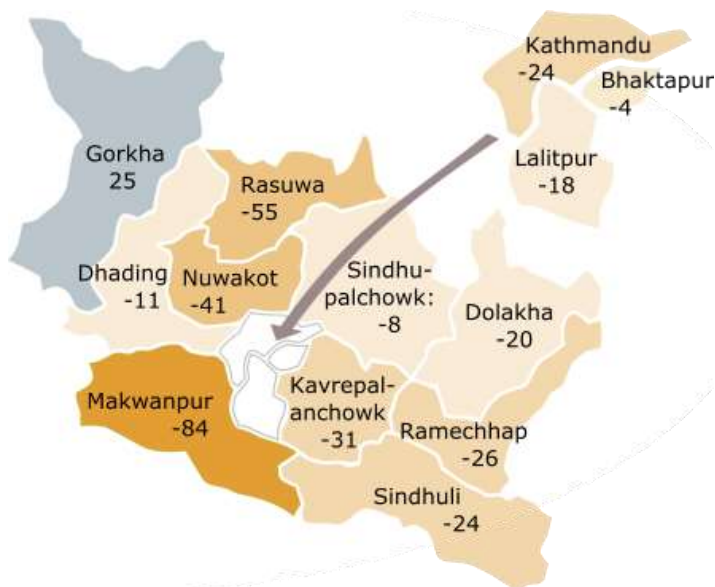 Kathmandu
-24
Bhaktapur
-4
Lalitpur
-18
Gorkha
25
Rasuwa
-55
Dhading
-11
Nuwakot
-41
Sindhu-
palchowk:
-8
Dolakha
-20
Makwanpur
-84
Kavrepal-
anchowk
-31
Ramechhap
-26
Sindhuli
-24